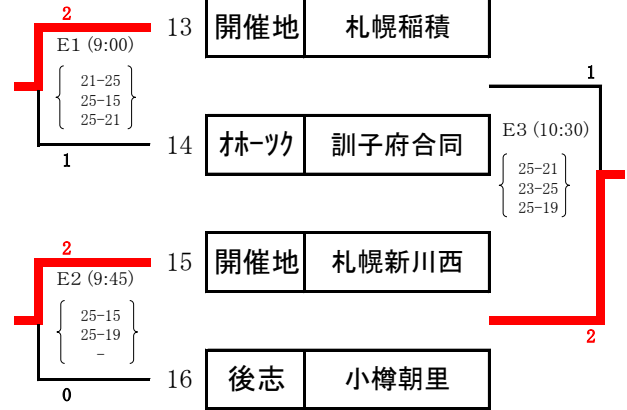 2
13 開催地 札幌稲積
E1 (9:00)
21-25
25-15
25-21
1
14 オホーツク 訓子府合同
1
E3 (10:30)
25-21
23-25
25-19
2
15 開催地 札幌新川西
E2 (9:45)
25-15
25-19
-
0
16 後志 小樽朝里
2